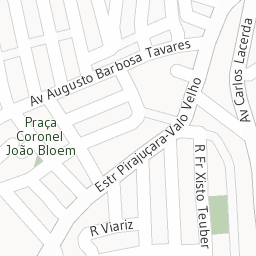 Av Augusto Barbosa Tavares
Av Carlos Lacerda
Praça
Coronel
João Bloem
Estr Pirajuçara-Valo Velho
R Fr Xisto Teuber
R Viariz